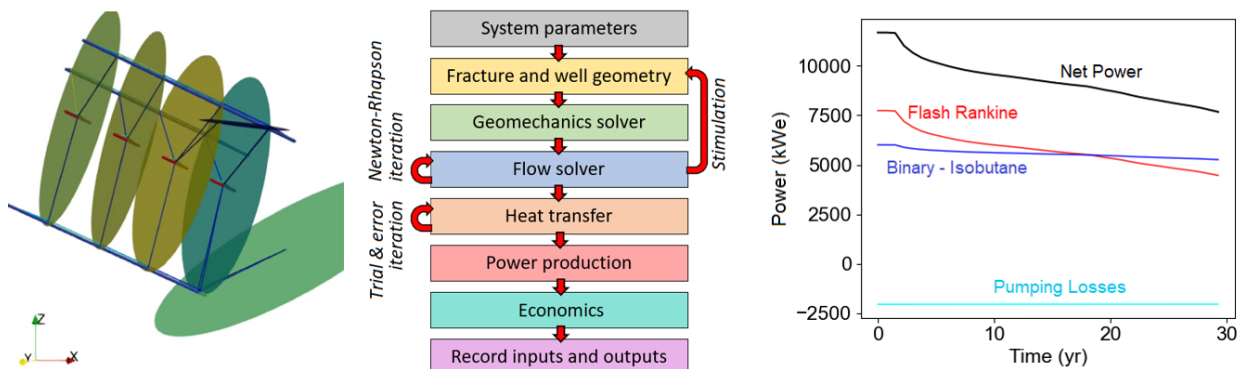 Z
Y
X
System parameters
Fracture and well geometry
Geomechanics solver
Flow solver
Heat transfer
Power production
Economics
Record inputs and outputs
Newton-Rhapson
iteration
Trial & error
iteration
Stimulation
Power (kWe)
10000
7500
5000
2500
0
−2500
Net Power
Flash Rankine
Binary - Isobutane
Pumping Losses
0
10
20
30
Time (yr)